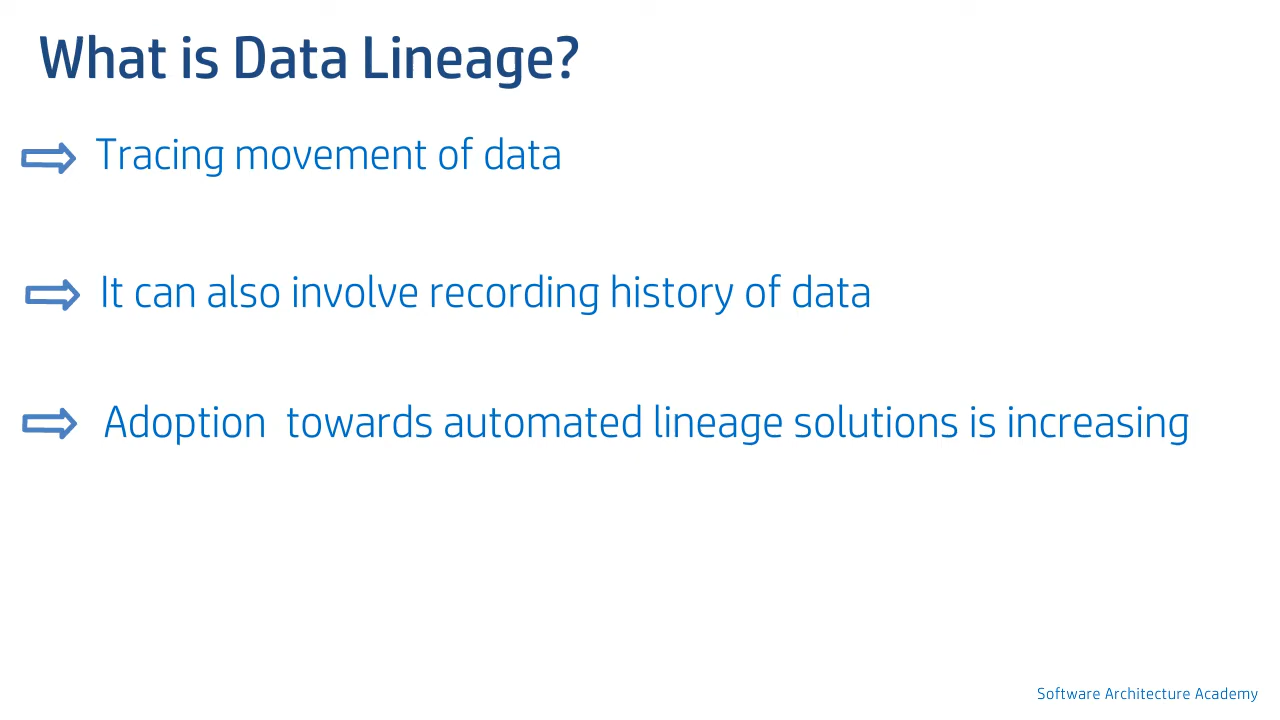 What is Data Lineage?
Tracing movement of data
It can also involve recording history of data
Adoption  towards automated lineage solutions is increasing
Software Architecture Academy